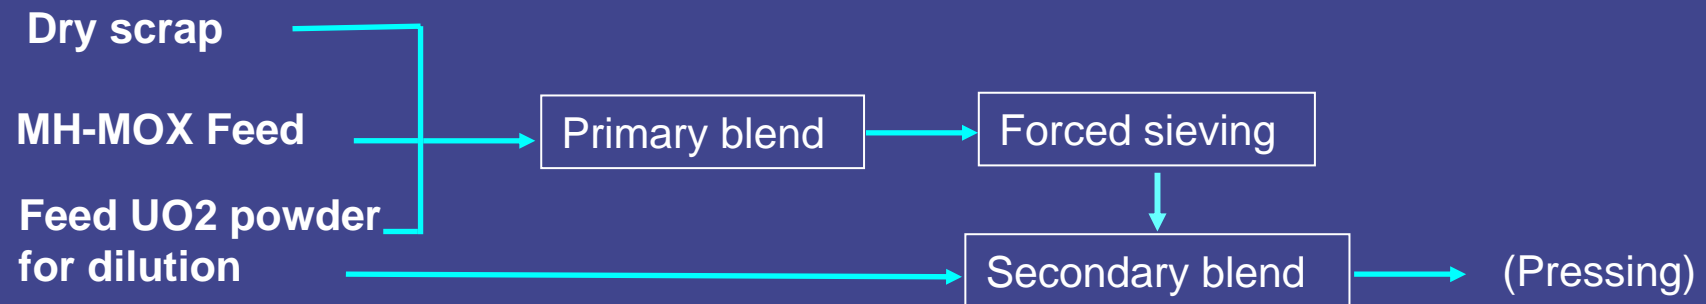 Dry scrap
MH-MOX Feed
Primary blend
Forced sieving
Feed UO2 powder
for dilution
Secondary blend
(Pressing)